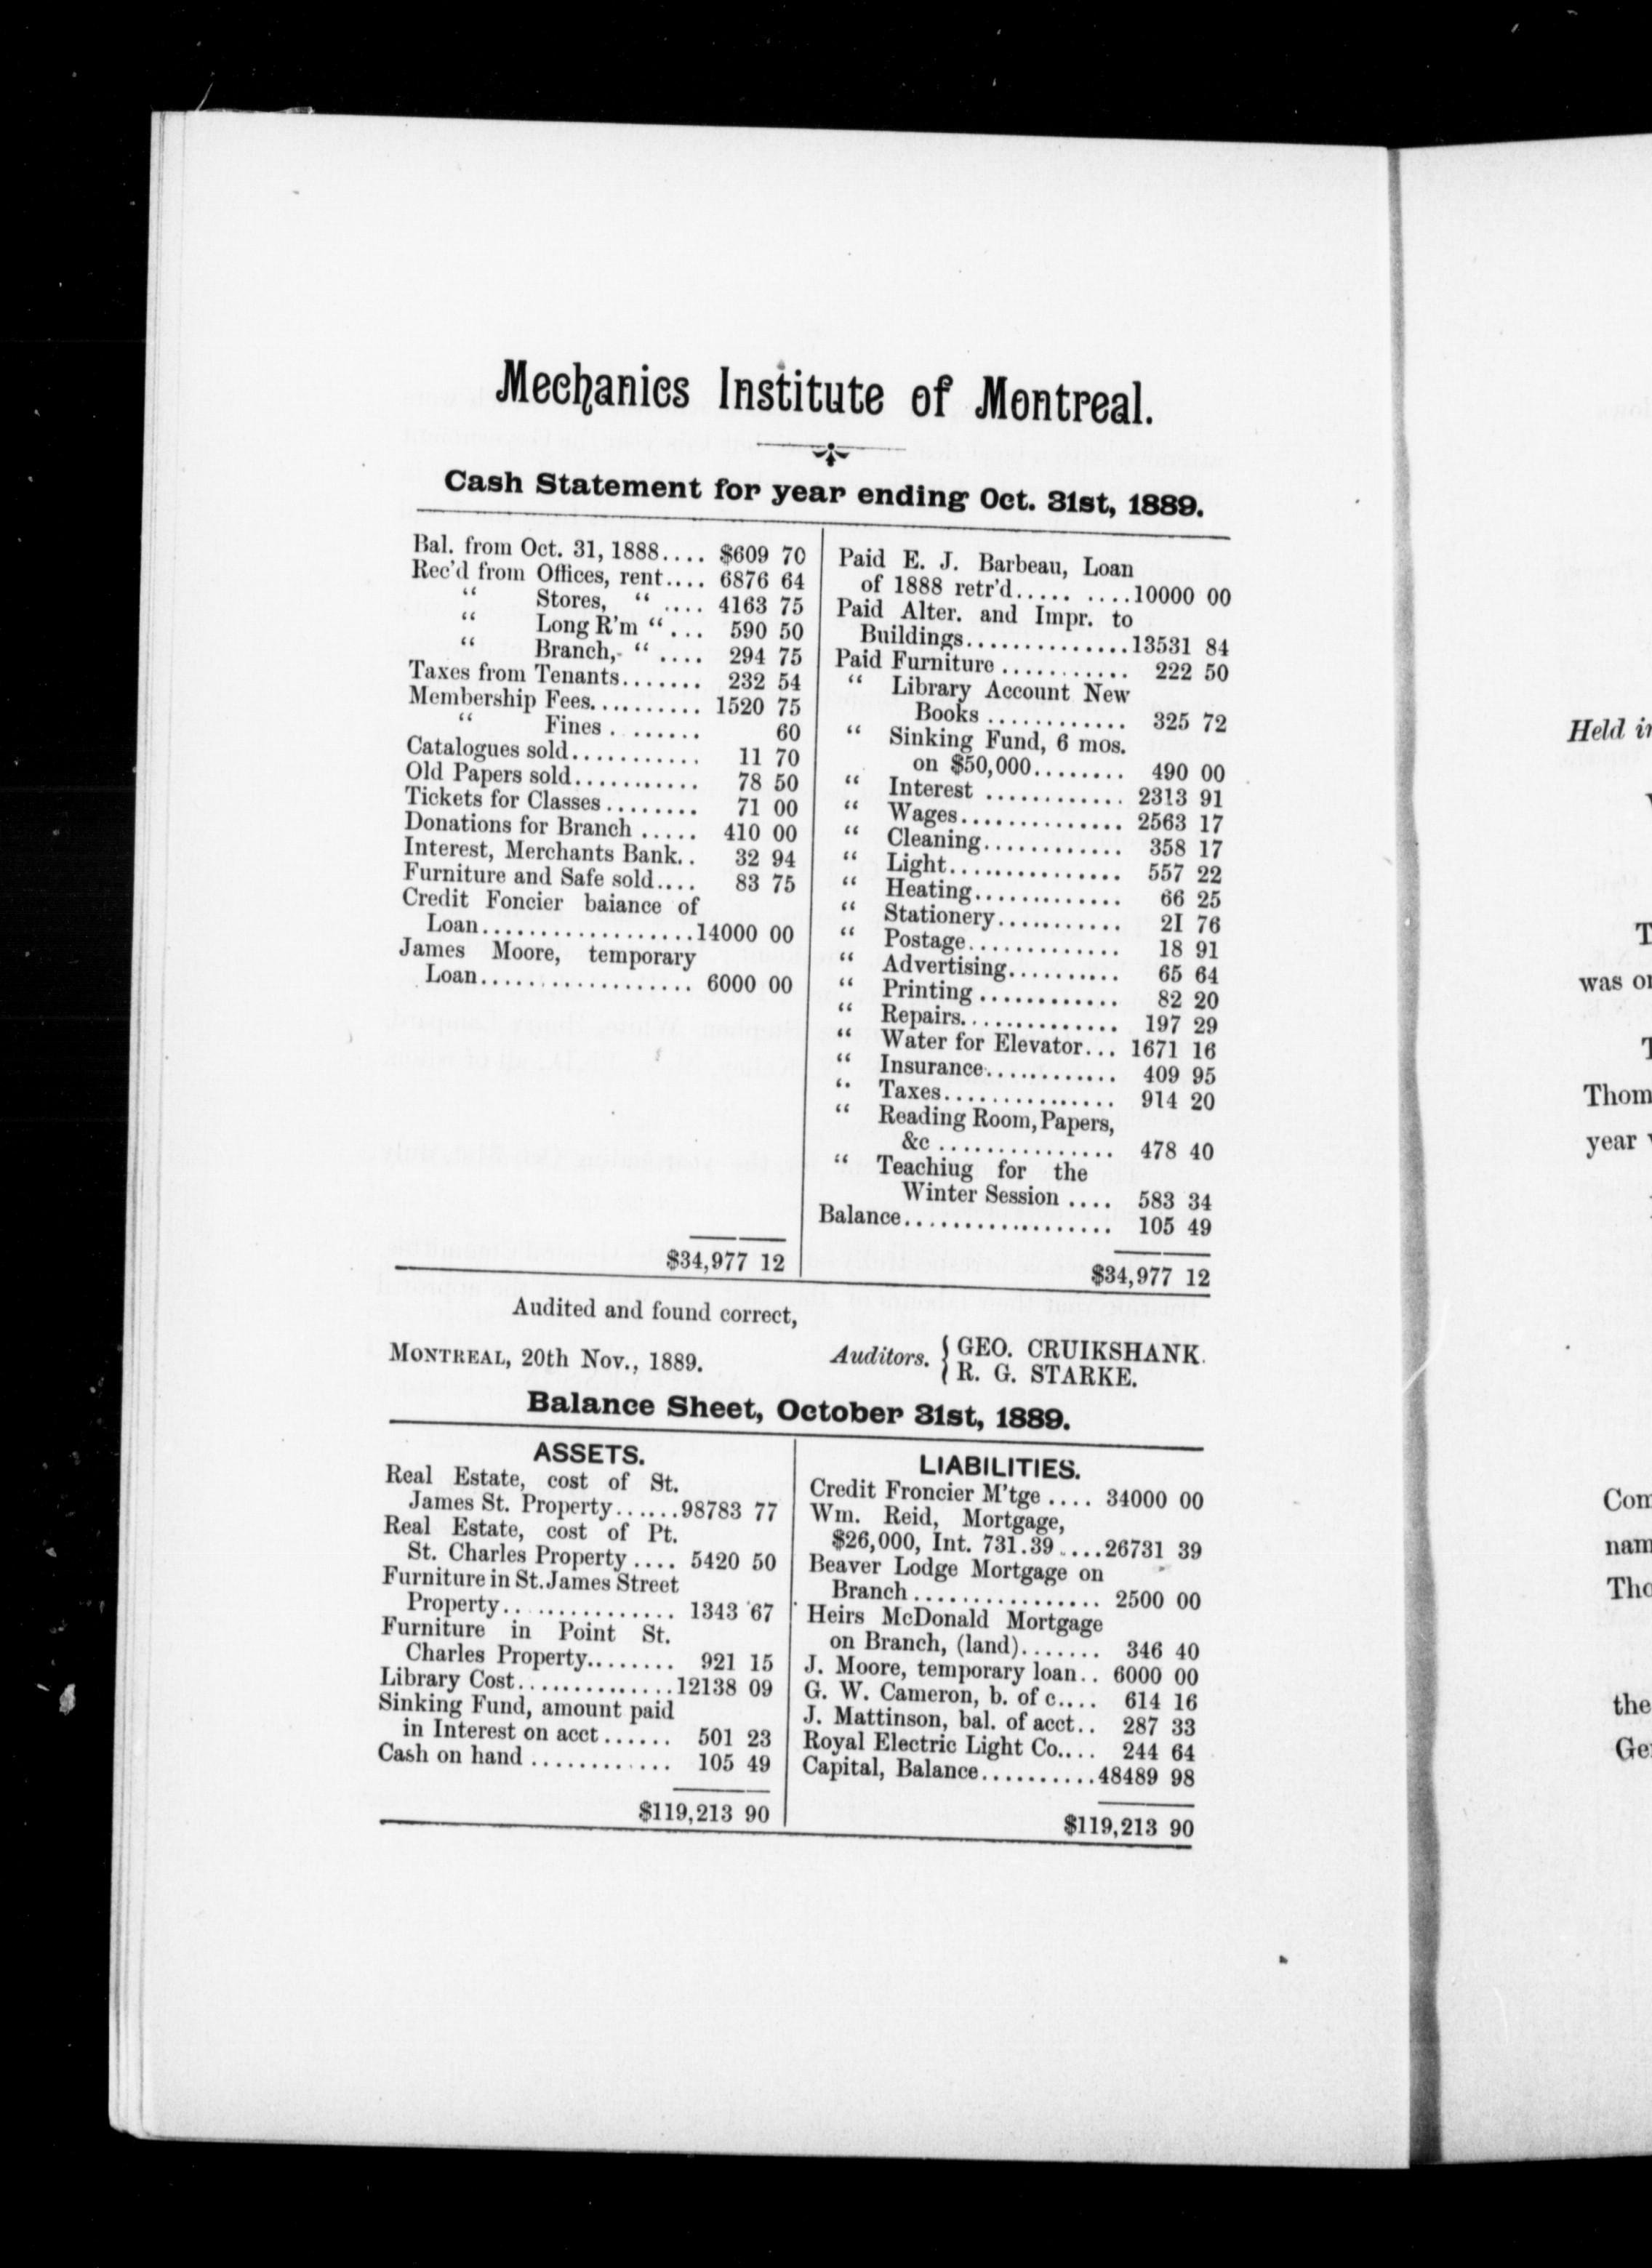 Mechanics Institute of Montreal.
Cash Statement for year ending Oct. 31st, 1889.
Bal. from Oct. 31, 1888.... $609 70
Rec'd from Offices, rent.... 6876 64
“ Stores, “ .... 4163 75
“ Long R'm “ ... 590 50
“ Branch, “ .... 294 75
Taxes from Tenants....... 232 54
Membership Fees.......... 1520 75
“ Fines ........ 60
Catalogues sold........... 11 70
Old Papers sold........... 78 50
Tickets for Classes ........ 71 00
Donations for Branch ..... 410 00
Interest, Merchants Bank.. 32 94
Furniture and Safe sold.... 83 75
Credit Foncier baiance of
Loan..................14000 00
James Moore, temporary
Loan.................. 6000 00
$34,977 12
Paid E. J. Barbeau, Loan
of 1888 retr'd..... ....10000 00
Paid Alter. and Impr. to
Buildings..............13531 84
Paid Furniture ........... 222 50
“ Library Account New
Books ............ 325 72
“ Sinking Fund, 6 mos.
on $50,000........ 490 00
“ Interest ............ 2313 91
“ Wages.............. 2563 17
“ Cleaning............ 358 17
“ Light............... 557 22
“ Heating............. 66 25
“ Stationery........... 2I 76
“ Postage............. 18 91
“ Advertising.......... 65 64
“ Printing ............ 82 20
“ Repairs.............. 197 29
“ Water for Elevator... 1671 16
“ Insurance............ 409 95
“ Taxes............... 914 20
“ Reading Room, Papers,
&c ............... 478 40
“ Teachiug for the
Winter Session .... 583 34
Balance.................. 105 49
$34,977 12
Audited and found correct,
MONTREAL, 20th Nov., 1889.
Auditors. { GEO. CRUIKSHANK.
R. G. STARKE.
Balance Sheet, October 31st, 1889.
ASSETS.
Real Estate, cost of St.
James St. Property......98783 77
Real Estate, cost of Pt.
St. Charles Property .... 5420 50
Furniture in St. James Street
Property............... 1343 67
Furniture in Point St.
Charles Property........ 921 15
Library Cost..............12138 09
Sinking Fund, amount paid
in Interest on acct ...... 501 23
Cash on hand ............ 105 49
$119,213 90
LIABILITIES.
Credit Froncier M'tge .... 34000 00
Wm. Reid, Mortgage,
$26,000, Int. 731.39 ....26731 39
Beaver Lodge Mortgage on
Branch................ 2500 00
Heirs McDonald Mortgage
on Branch, (land)....... 346 40
J. Moore, temporary loan.. 6000 00
G. W. Cameron, b. of c.... 614 16
J. Mattinson, bal. of acct.. 287 33
Royal Electric Light Co.... 244 64
Capital, Balance..........48489 98
$119,213 90
Held
was
Thom
year
Com
nam
the